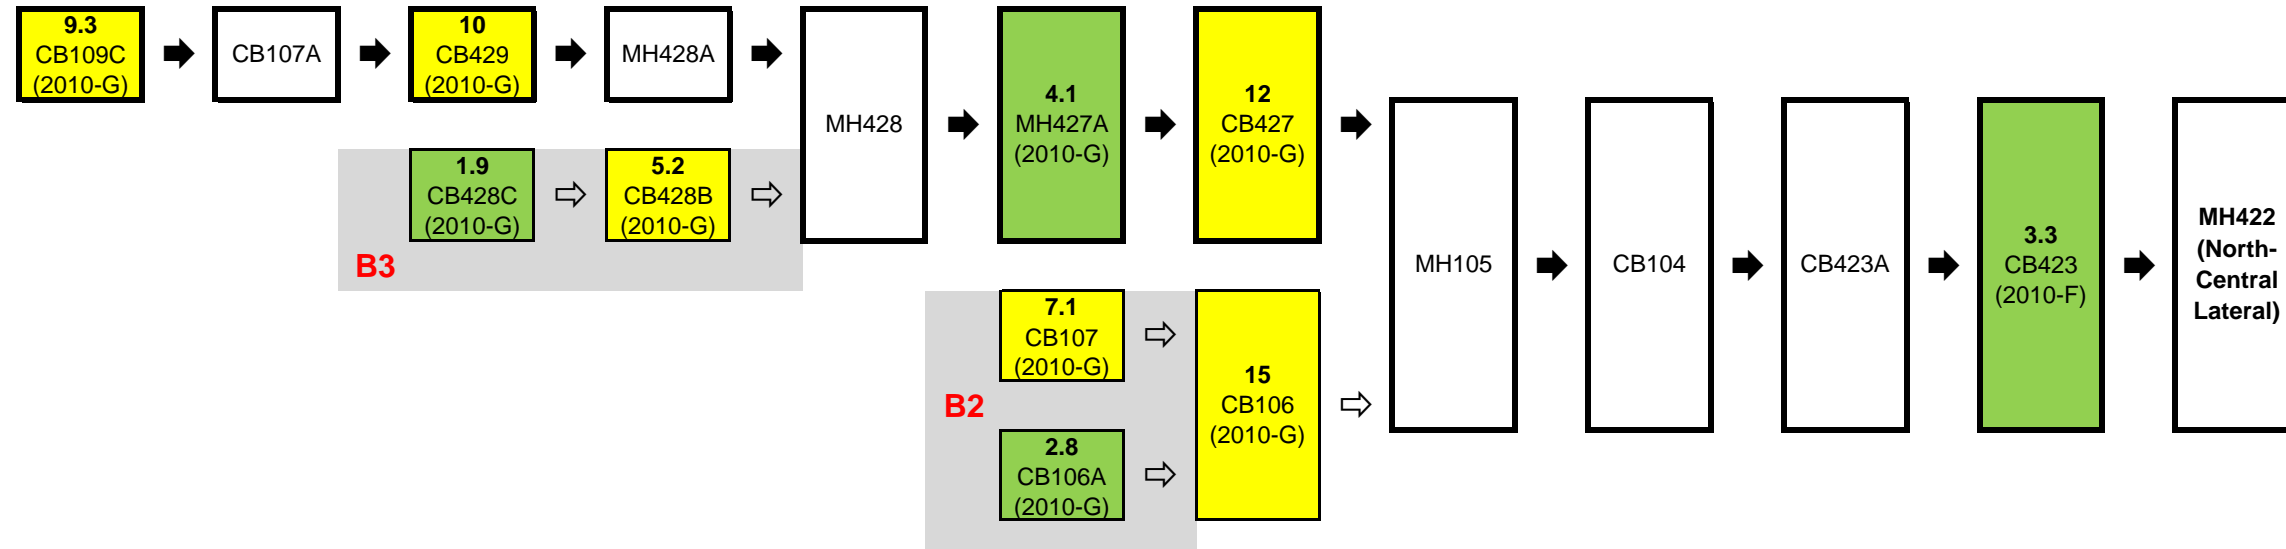 9.3
CB109C
(2010-G)
CB107A
10
CB429
(2010-G)
MH428A
MH428
4.1
MH427A
(2010-G)
12
CB427
(2010-G)
1.9
CB428C
(2010-G)
5.2
CB428B
(2010-G)
B3
7.1
CB107
(2010-G)
B2
2.8
CB106A
(2010-G)
15
CB106
(2010-G)
MH105
CB104
CB423A
3.3
CB423
(2010-F)
MH422
(North-
Central
Lateral)